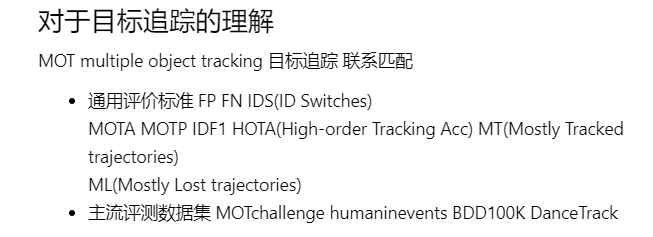 对于目标追踪的理解
MOT multiple object tracking 目标追踪 联系匹配
通用评价标准 FP FN IDS(ID Switches)
MOTA MOTP IDF1 HOTA(High-order Tracking Acc) MT(Mostly Tracked
trajectories)
ML(Mostly Lost trajectories)
主流评测数据集 MOTchallenge humaninevents BDD100K DanceTrack